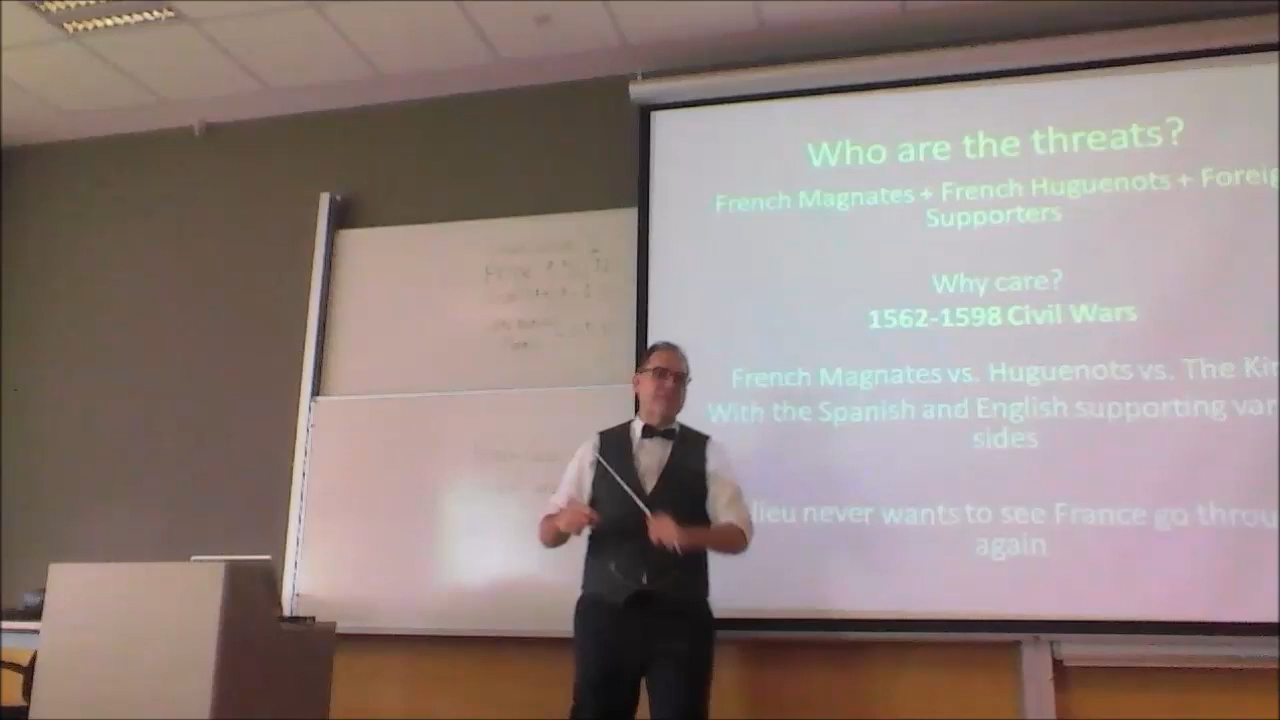 Who are the threats?
French Magnates + French Huguenots + Foreig
Supporters
Why care?
1562-1598 Civil Wars
French Magnates vs. Huguenots vs. The Kin
With the Spanish and English supporting var
sides
lieu never wants to see France go throu
again